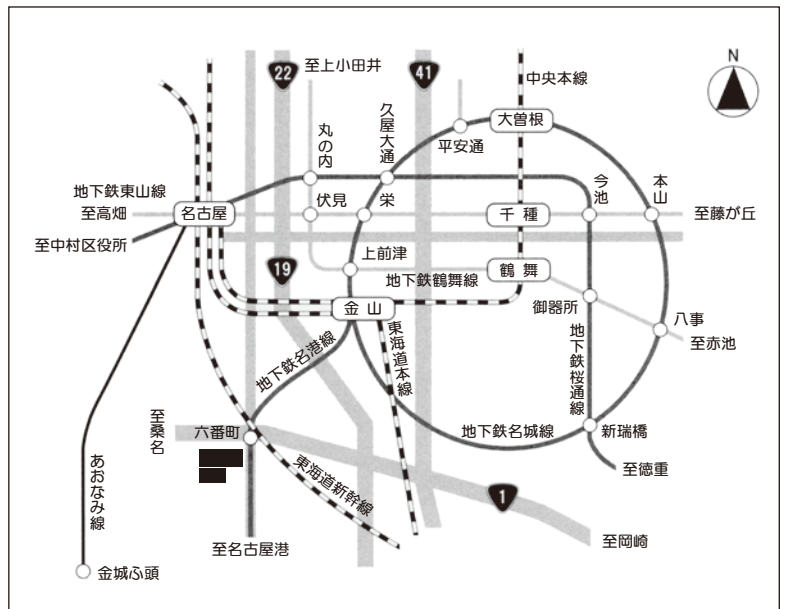 N
22
至上小田井
41
中央本線
久屋大通
丸の内
大曽根
平安通
地下鉄東山線
伏見
栄
今池
本山
至高畑
名古屋
千種
至藤が丘
至中村区役所
上前津
19
地下鉄鶴舞線
鶴舞
金山
御器所
八事
至赤池
東海道本線
地下鉄名港線
地下鉄桜通線
至桑名
六番町
地下鉄名城線
新瑞橋
あおなみ線
東海道新幹線
至徳重
1
至名古屋港
至岡崎
金城ふ頭